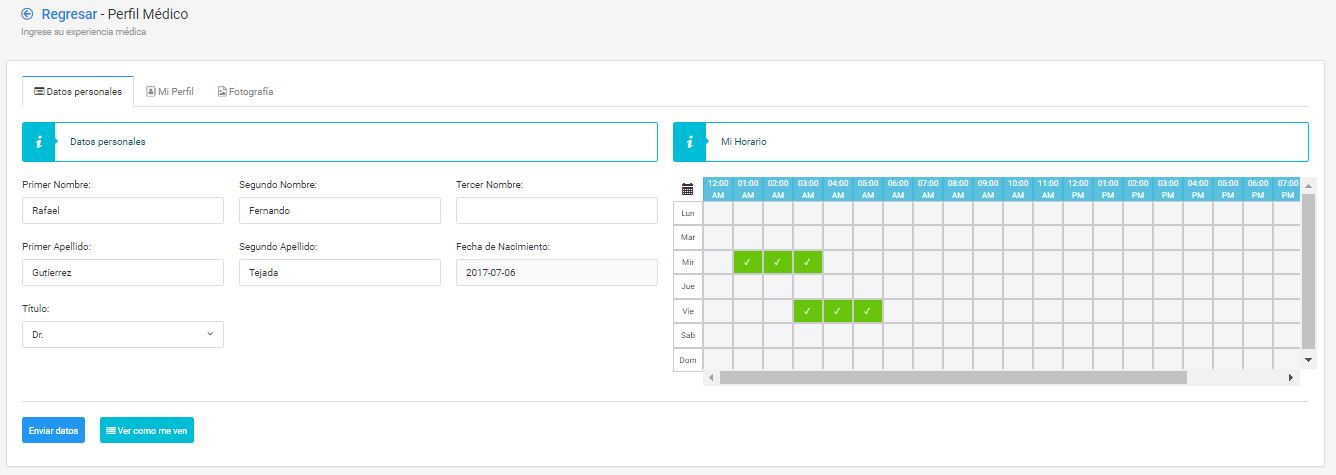 Regresar - Perfil Médico
Ingrese su experiencia médica
Datos personales Mi Perfil Fotografía
Datos personales
Primer Nombre: Segundo Nombre: Tercer Nombre:
Rafael Fernando
Primer Apellido: Segundo Apellido: Fecha de Nacimiento:
Gutierrez Tejada 2017-07-06
Título:
Dr.
Mi Horario
12:00 01:00 02:00 03:00 04:00 05:00 06:00 07:00 08:00 09:00 10:00 11:00 12:00 01:00 02:00 03:00 04:00 05:00 06:00 07:00
AM AM AM AM AM AM AM AM AM AM AM AM PM PM PM PM PM PM PM PM
Lun
Mar
Mir ✓ ✓ ✓
Jue
Vie ✓ ✓ ✓
Sab
Dom
Enviar datos Ver como me ven